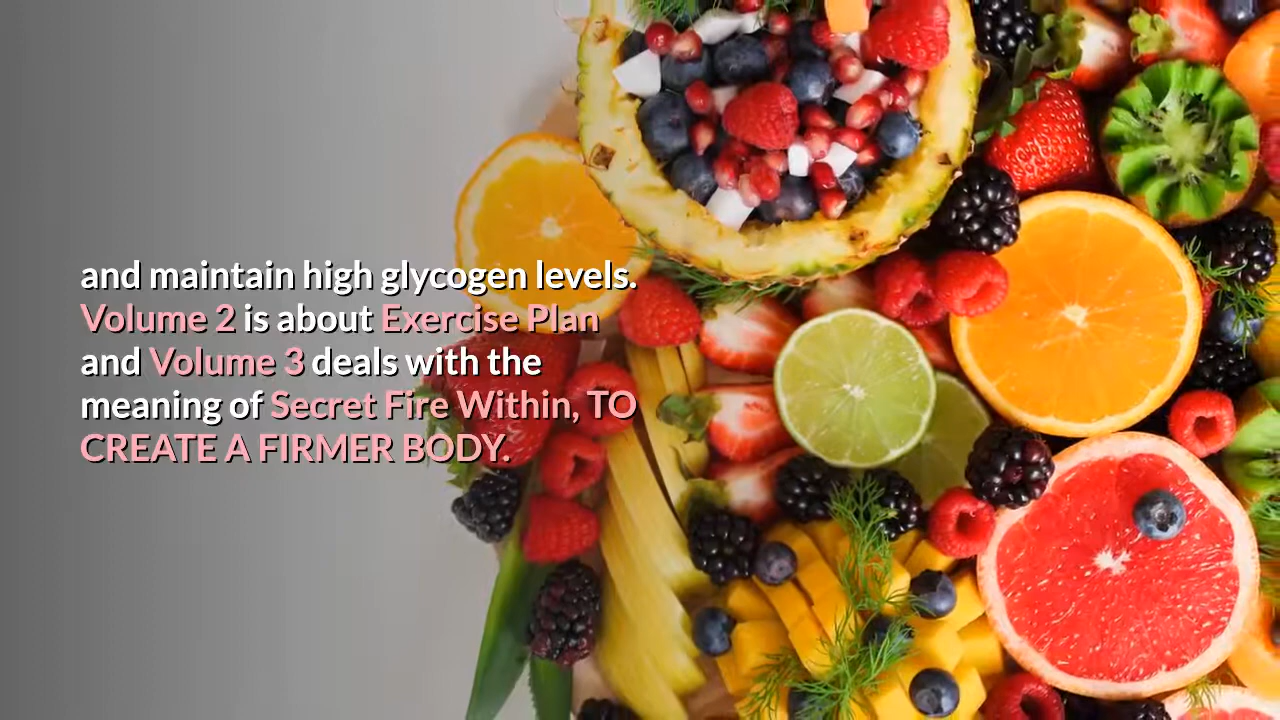 and maintain high glycogen levels.
Volume 2 is about Exercise Plan
and Volume 3 deals with the
meaning of Secret Fire Within, TO
CREATE A FIRMER BODY.